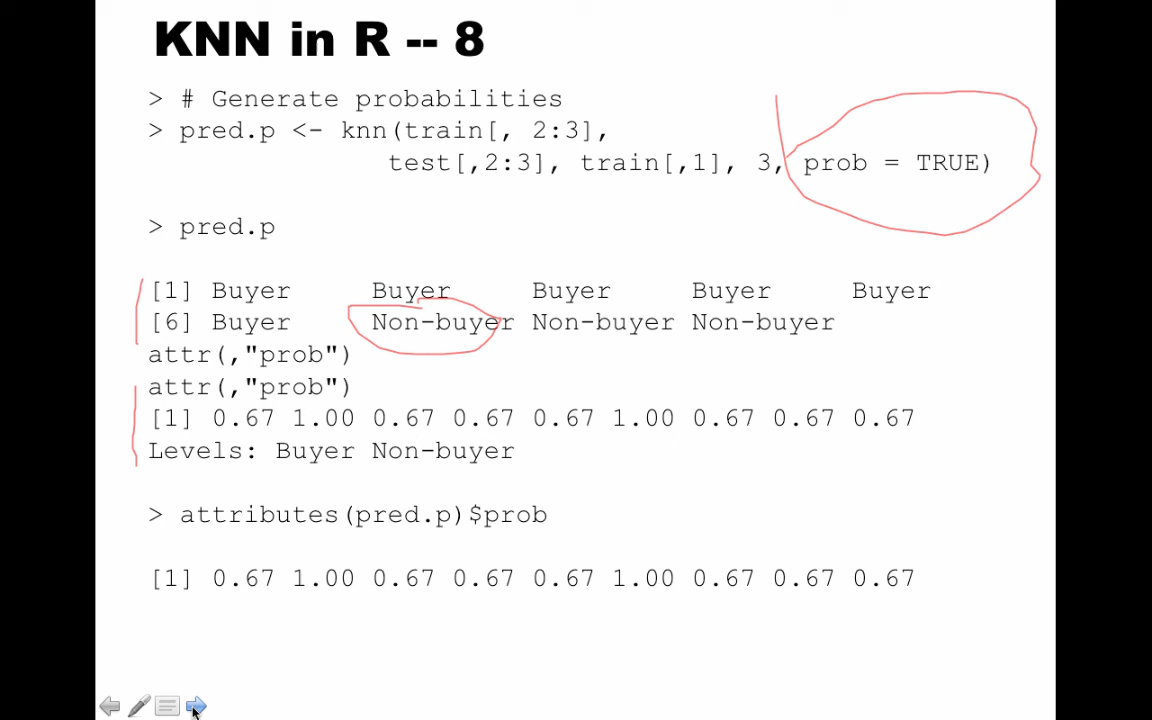 KNN in R -- 8
> # Generate probabilities
> pred.p <- knn(train[, 2:3],
test[,2:3], train[,1], 3, prob = TRUE)
> pred.p
[1] Buyer Buyer Buyer Buyer Buyer
[6] Buyer Non-buyer Non-buyer Non-buyer
attr(,"prob")
attr(,"prob")
[1] 0.67 1.00 0.67 0.67 0.67 1.00 0.67 0.67 0.67
Levels: Buyer Non-buyer
> attributes(pred.p)$prob
[1] 0.67 1.00 0.67 0.67 0.67 1.00 0.67 0.67 0.67